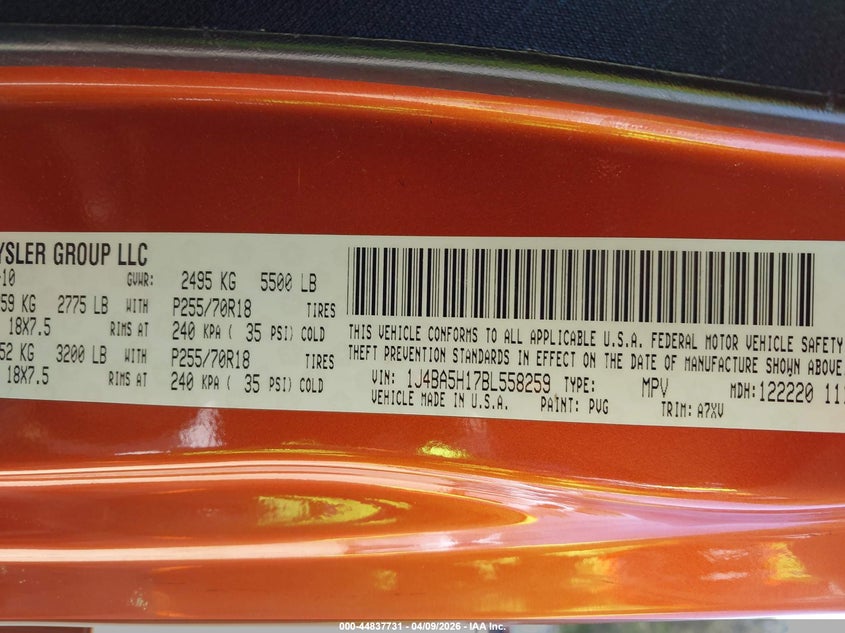 YSLER GROUP LLC
-10 GVWR: 2495 KG 5500 LB
59 KG 2775 LB WITH P255/70R18 TIRES
18X7.5 RIMS AT 240 KPA ( 35 PSI) COLD
52 KG 3200 LB WITH P255/70R18 TIRES
18X7.5 RIMS AT 240 KPA ( 35 PSI) COLD
THIS VEHICLE CONFORMS TO ALL APPLICABLE U.S.A. FEDERAL MOTOR VEHICLE SAFETY
THEFT PREVENTION STANDARDS IN EFFECT ON THE DATE OF MANUFACTURE SHOWN ABOVE
VIN: 1J4BA5H17BL558259 TYPE: MPV MDH: 122220 11
VEHICLE MADE IN U.S.A. PAINT: PVG TRIM: A7XV
000-44837731 - 04/09/2026 - IAA Inc.